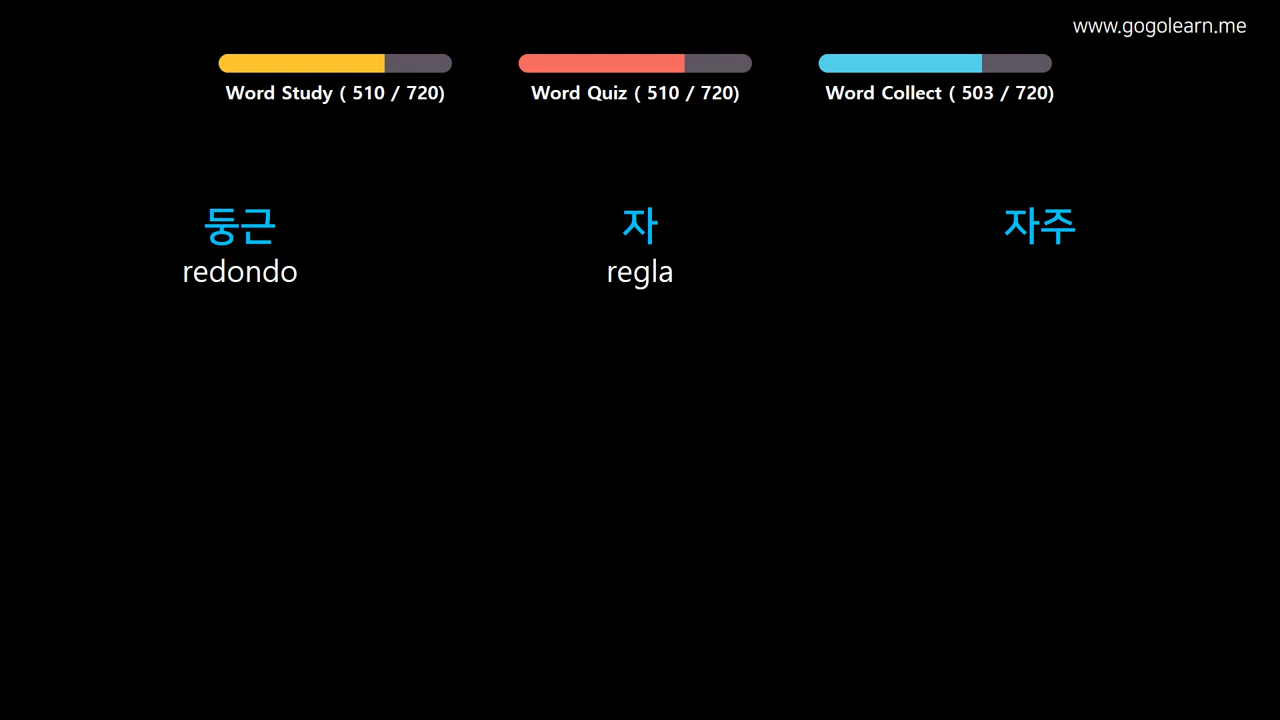 www.gogolearn.me
Word Study ( 510 / 720)
Word Quiz ( 510 / 720)
Word Collect ( 503 / 720)
둥근
redondo
자
regla
자주